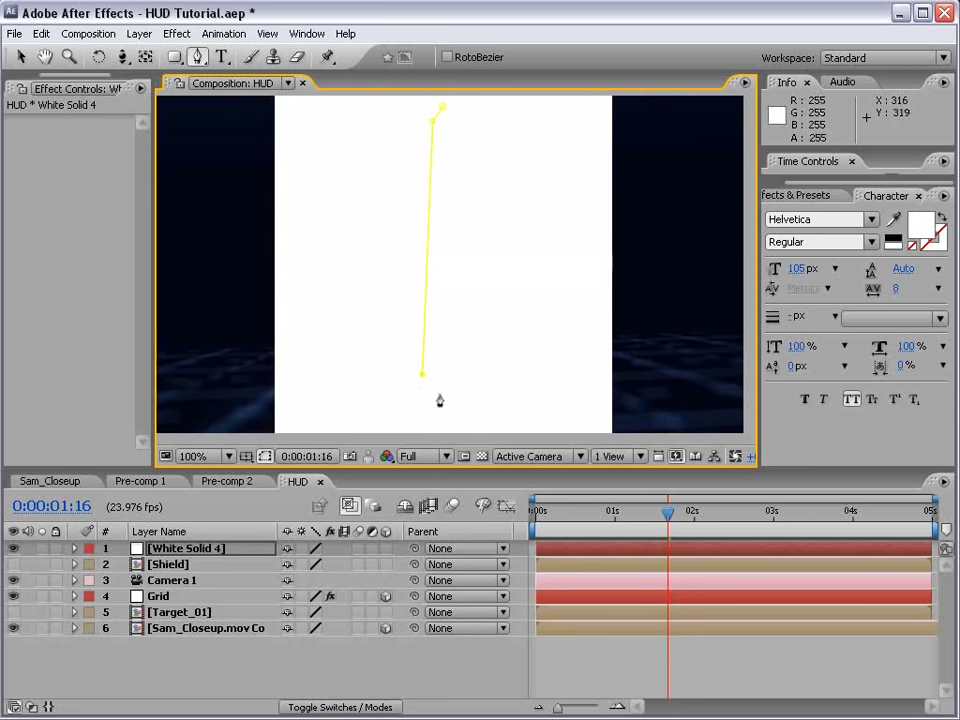 Adobe After Effects - HUD Tutorial.aep *
File Edit Composition Layer Effect Animation View Window Help
RotoBezier
Workspace: Standard
Effect Controls: Wh
HUD * White Solid 4
Composition: HUD
Info
Audio
R: 255
G: 255
B: 255
A: 255
X: 316
Y: 319
Time Controls
ffects & Presets
Character
Helvetica
Regular
105 px
Auto
Metrics
8
- px
100 %
100 %
0 px
0 %
100%
0:00:01:16
Full
Active Camera
1 View
Sam_Closeup
Pre-comp 1
Pre-comp 2
HUD
0:00:01:16
(23.976 fps)
:00s 01s 02s 03s 04s 05s
# Layer Name Parent
1 [White Solid 4] None
2 [Shield] None
3 Camera 1 None
4 Grid fx None
5 [Target_01] None
6 [Sam_Closeup.mov Co None
Toggle Switches / Modes